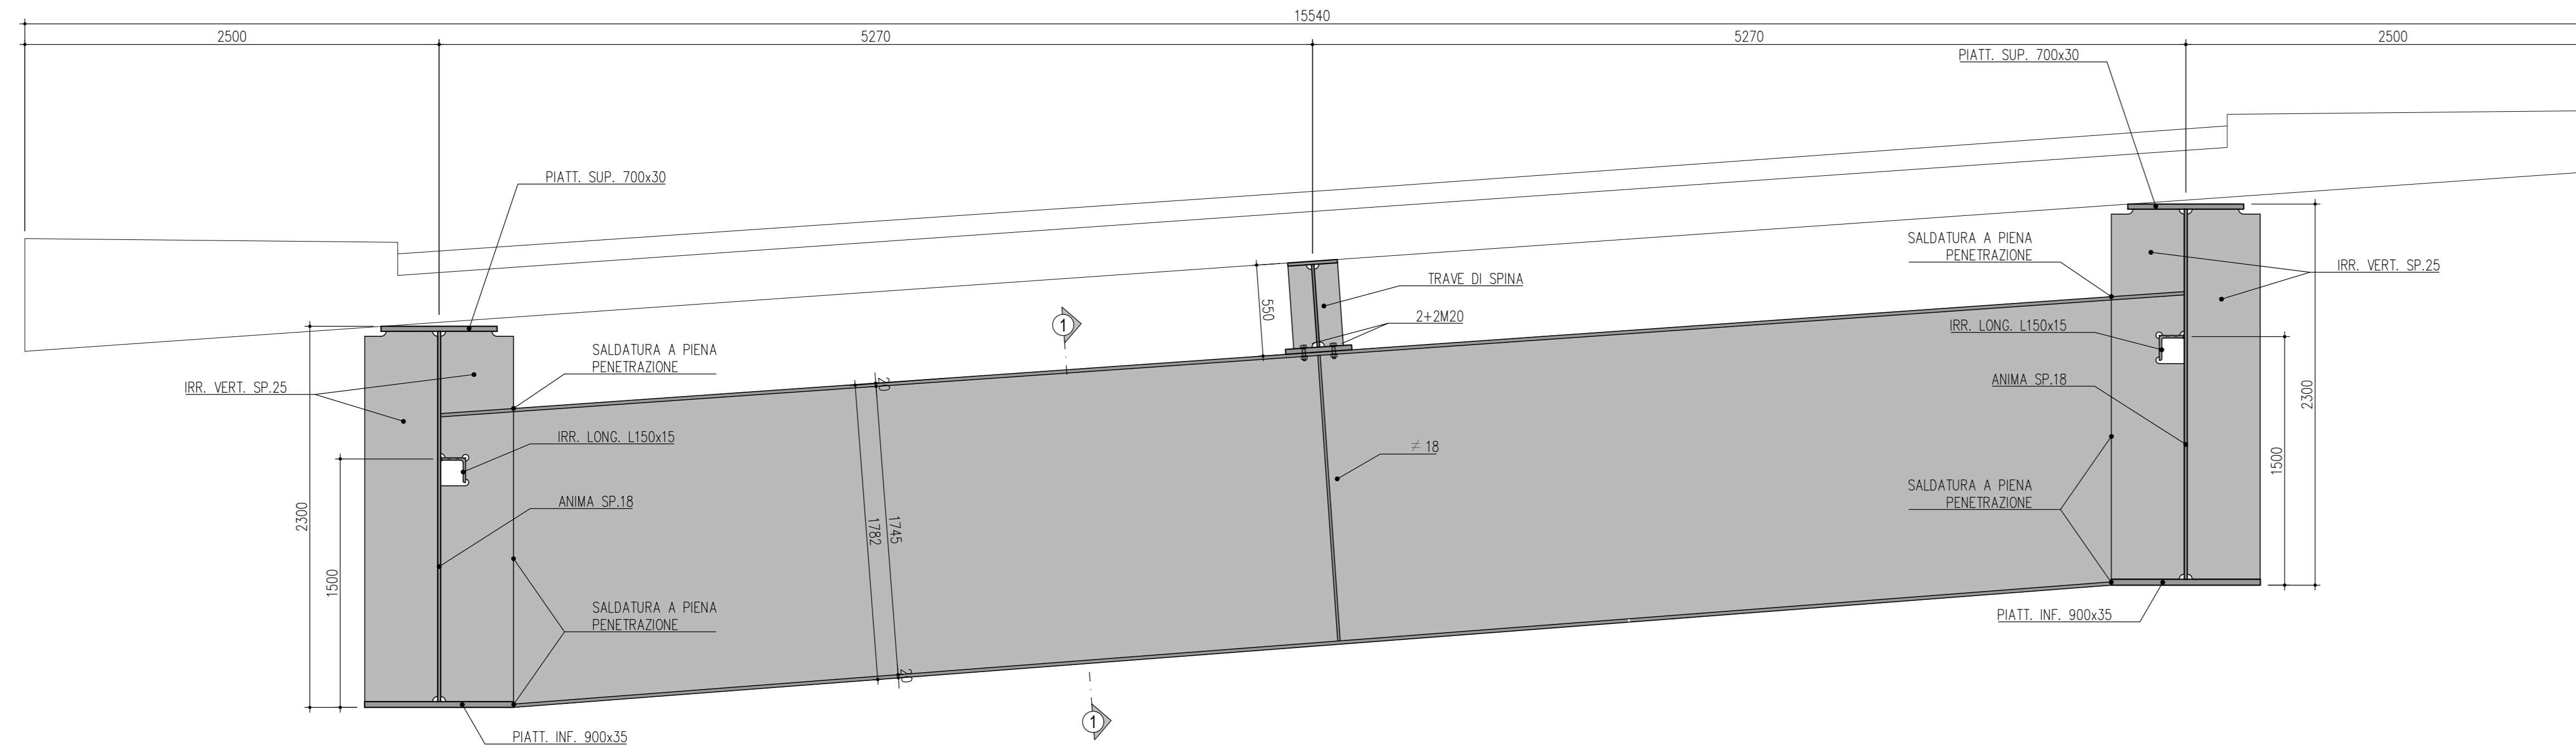 15540
2500
5270
5270
2500
PIATT. SUP. 700x30
PIATT. SUP. 700x30
SALDATURA A PIENA
PENETRAZIONE
IRR. VERT. SP.25
TRAVE DI SPINA
550
2+2M20
1
IRR. LONG. L150x15
SALDATURA A PIENA
PENETRAZIONE
IRR. VERT. SP.25
20
ANIMA SP.18
2300
IRR. LONG. L150x15
≠ 18
1500
ANIMA SP.18
SALDATURA A PIENA
PENETRAZIONE
2300
1782
1745
1500
SALDATURA A PIENA
PENETRAZIONE
PIATT. INF. 900x35
20
1
PIATT. INF. 900x35